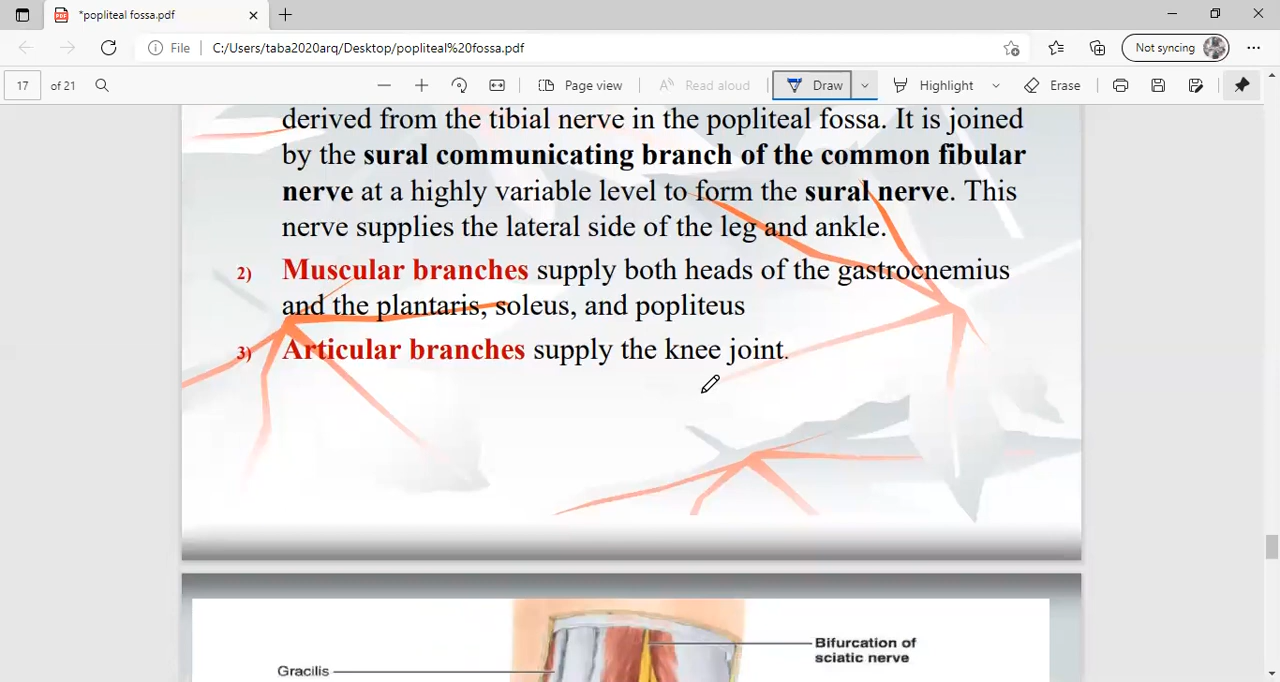 *popliteal fossa.pdf
File C:/Users/taba2020arq/Desktop/popliteal%20fossa.pdf Not syncing
17 of 21 Page view Read aloud Draw Highlight Erase
derived from the tibial nerve in the popliteal fossa. It is joined
by the sural communicating branch of the common fibular
nerve at a highly variable level to form the sural nerve. This
nerve supplies the lateral side of the leg and ankle.
2) Muscular branches supply both heads of the gastrocnemius
and the plantaris, soleus, and popliteus
3) Articular branches supply the knee joint.
Bifurcation of
sciatic nerve
Gracilis